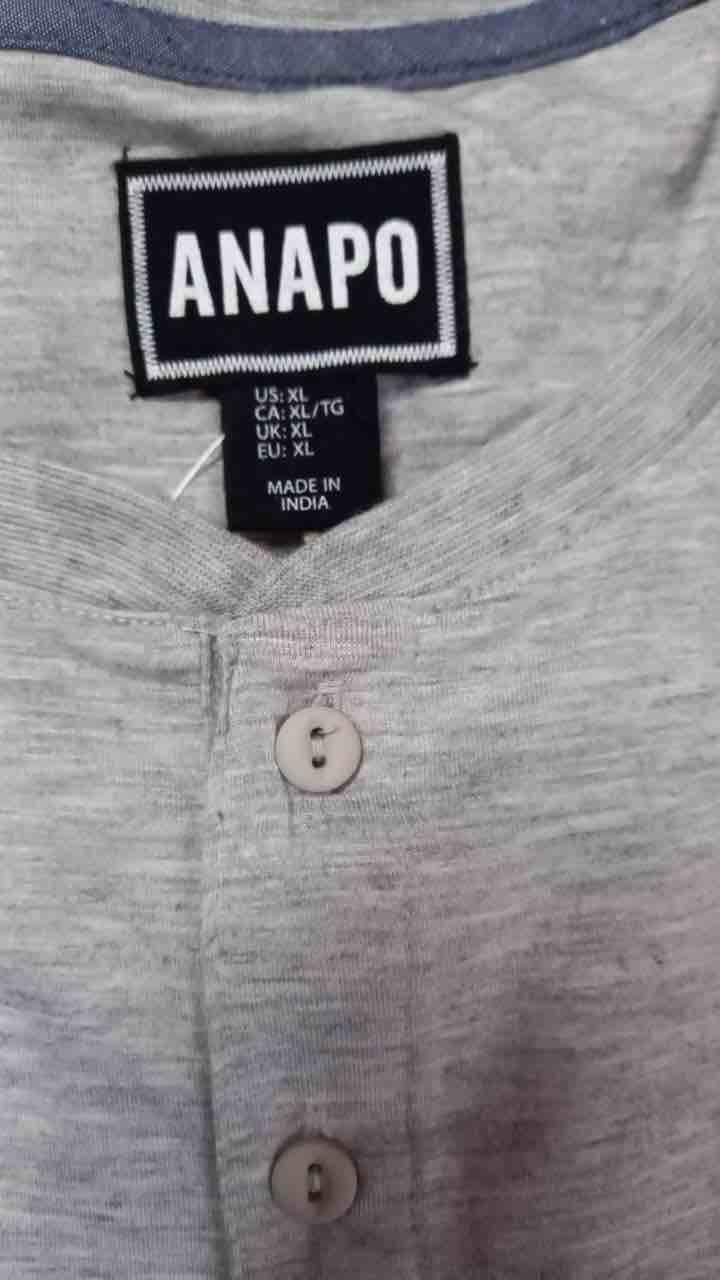 ANAPO
US: XL
CA: XL/TG
UK: XL
EU: XL
MADE IN
INDIA